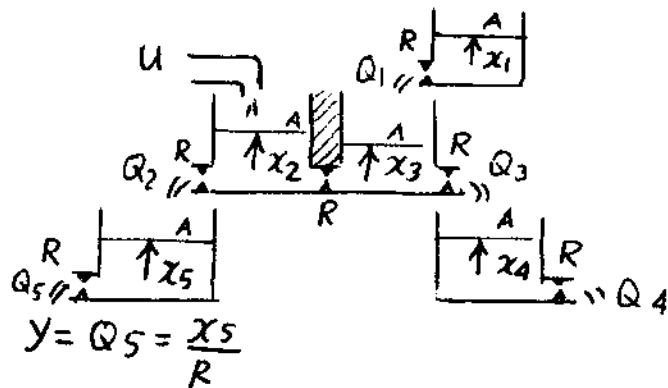 A
R
x₁
Q₁
u
A
A
R
x₂
x₃
R
Q₂
Q₃
R
A
A
R
x₅
x₄
R
Q₅
Q₄
y = Q₅ = x₅/R